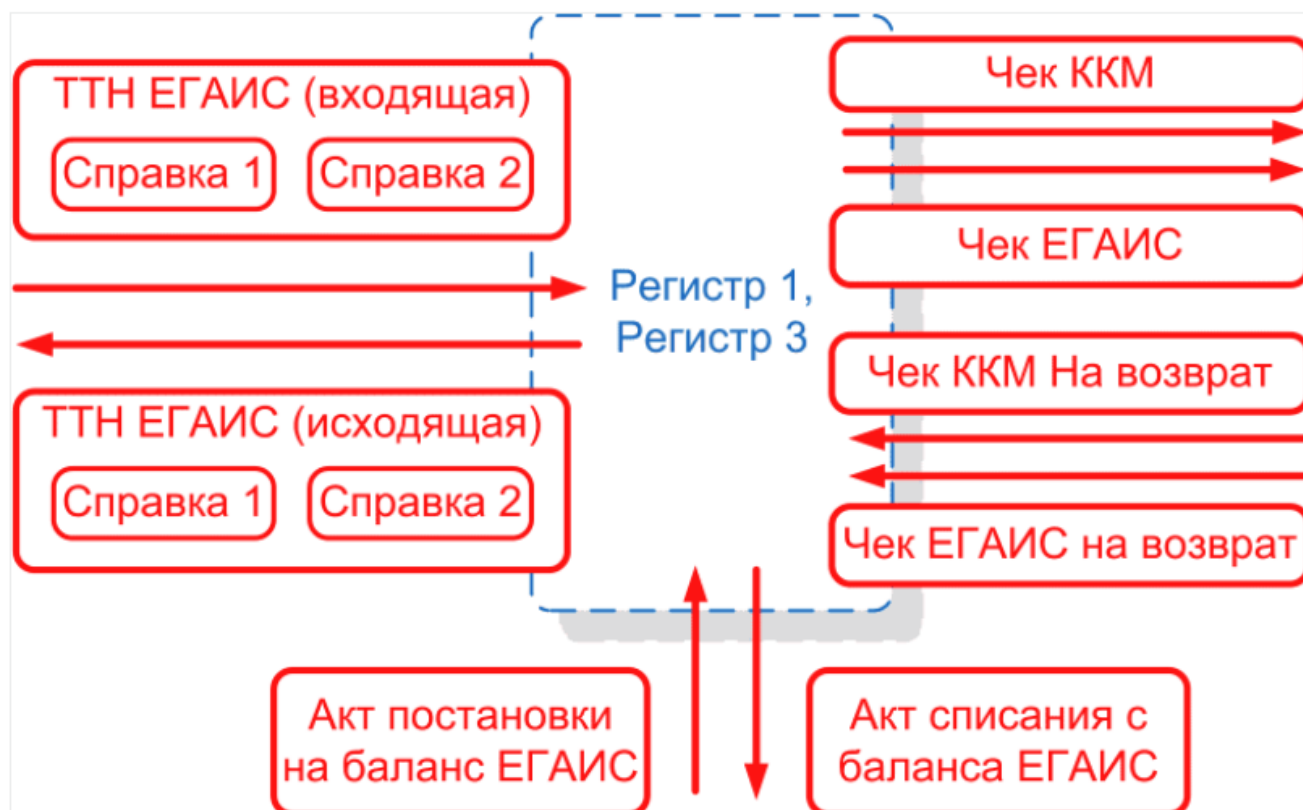 ТТН ЕГАИС (входящая)
Справка 1
Справка 2
ТТН ЕГАИС (исходящая)
Справка 1
Справка 2
Регистр 1,
Регистр 3
Чек ККМ
Чек ЕГАИС
Чек ККМ На возврат
Чек ЕГАИС на возврат
Акт постановки
на баланс ЕГАИС
Акт списания с
баланса ЕГАИС